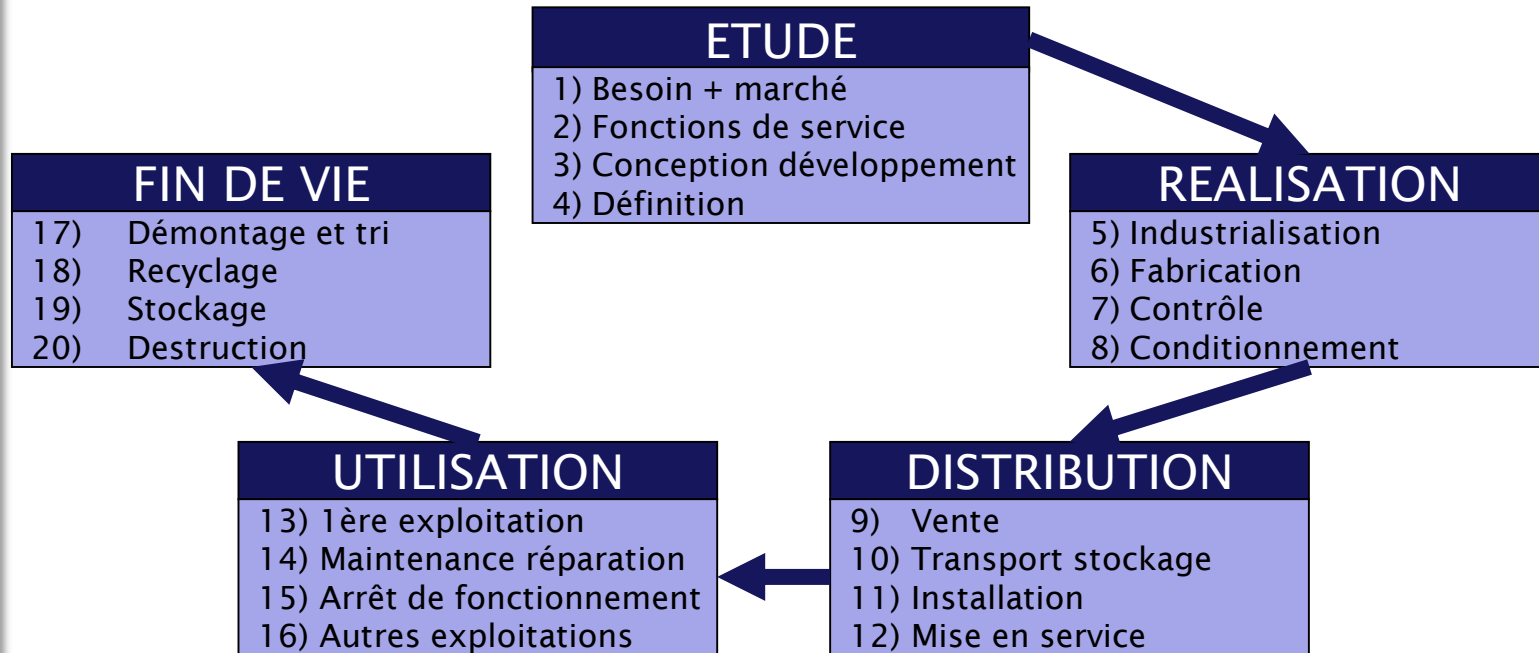 ETUDE
1) Besoin + marché
2) Fonctions de service
3) Conception développement
4) Définition
REALISATION
5) Industrialisation
6) Fabrication
7) Contrôle
8) Conditionnement
DISTRIBUTION
9) Vente
10) Transport stockage
11) Installation
12) Mise en service
UTILISATION
13) 1ère exploitation
14) Maintenance réparation
15) Arrêt de fonctionnement
16) Autres exploitations
FIN DE VIE
17) Démontage et tri
18) Recyclage
19) Stockage
20) Destruction